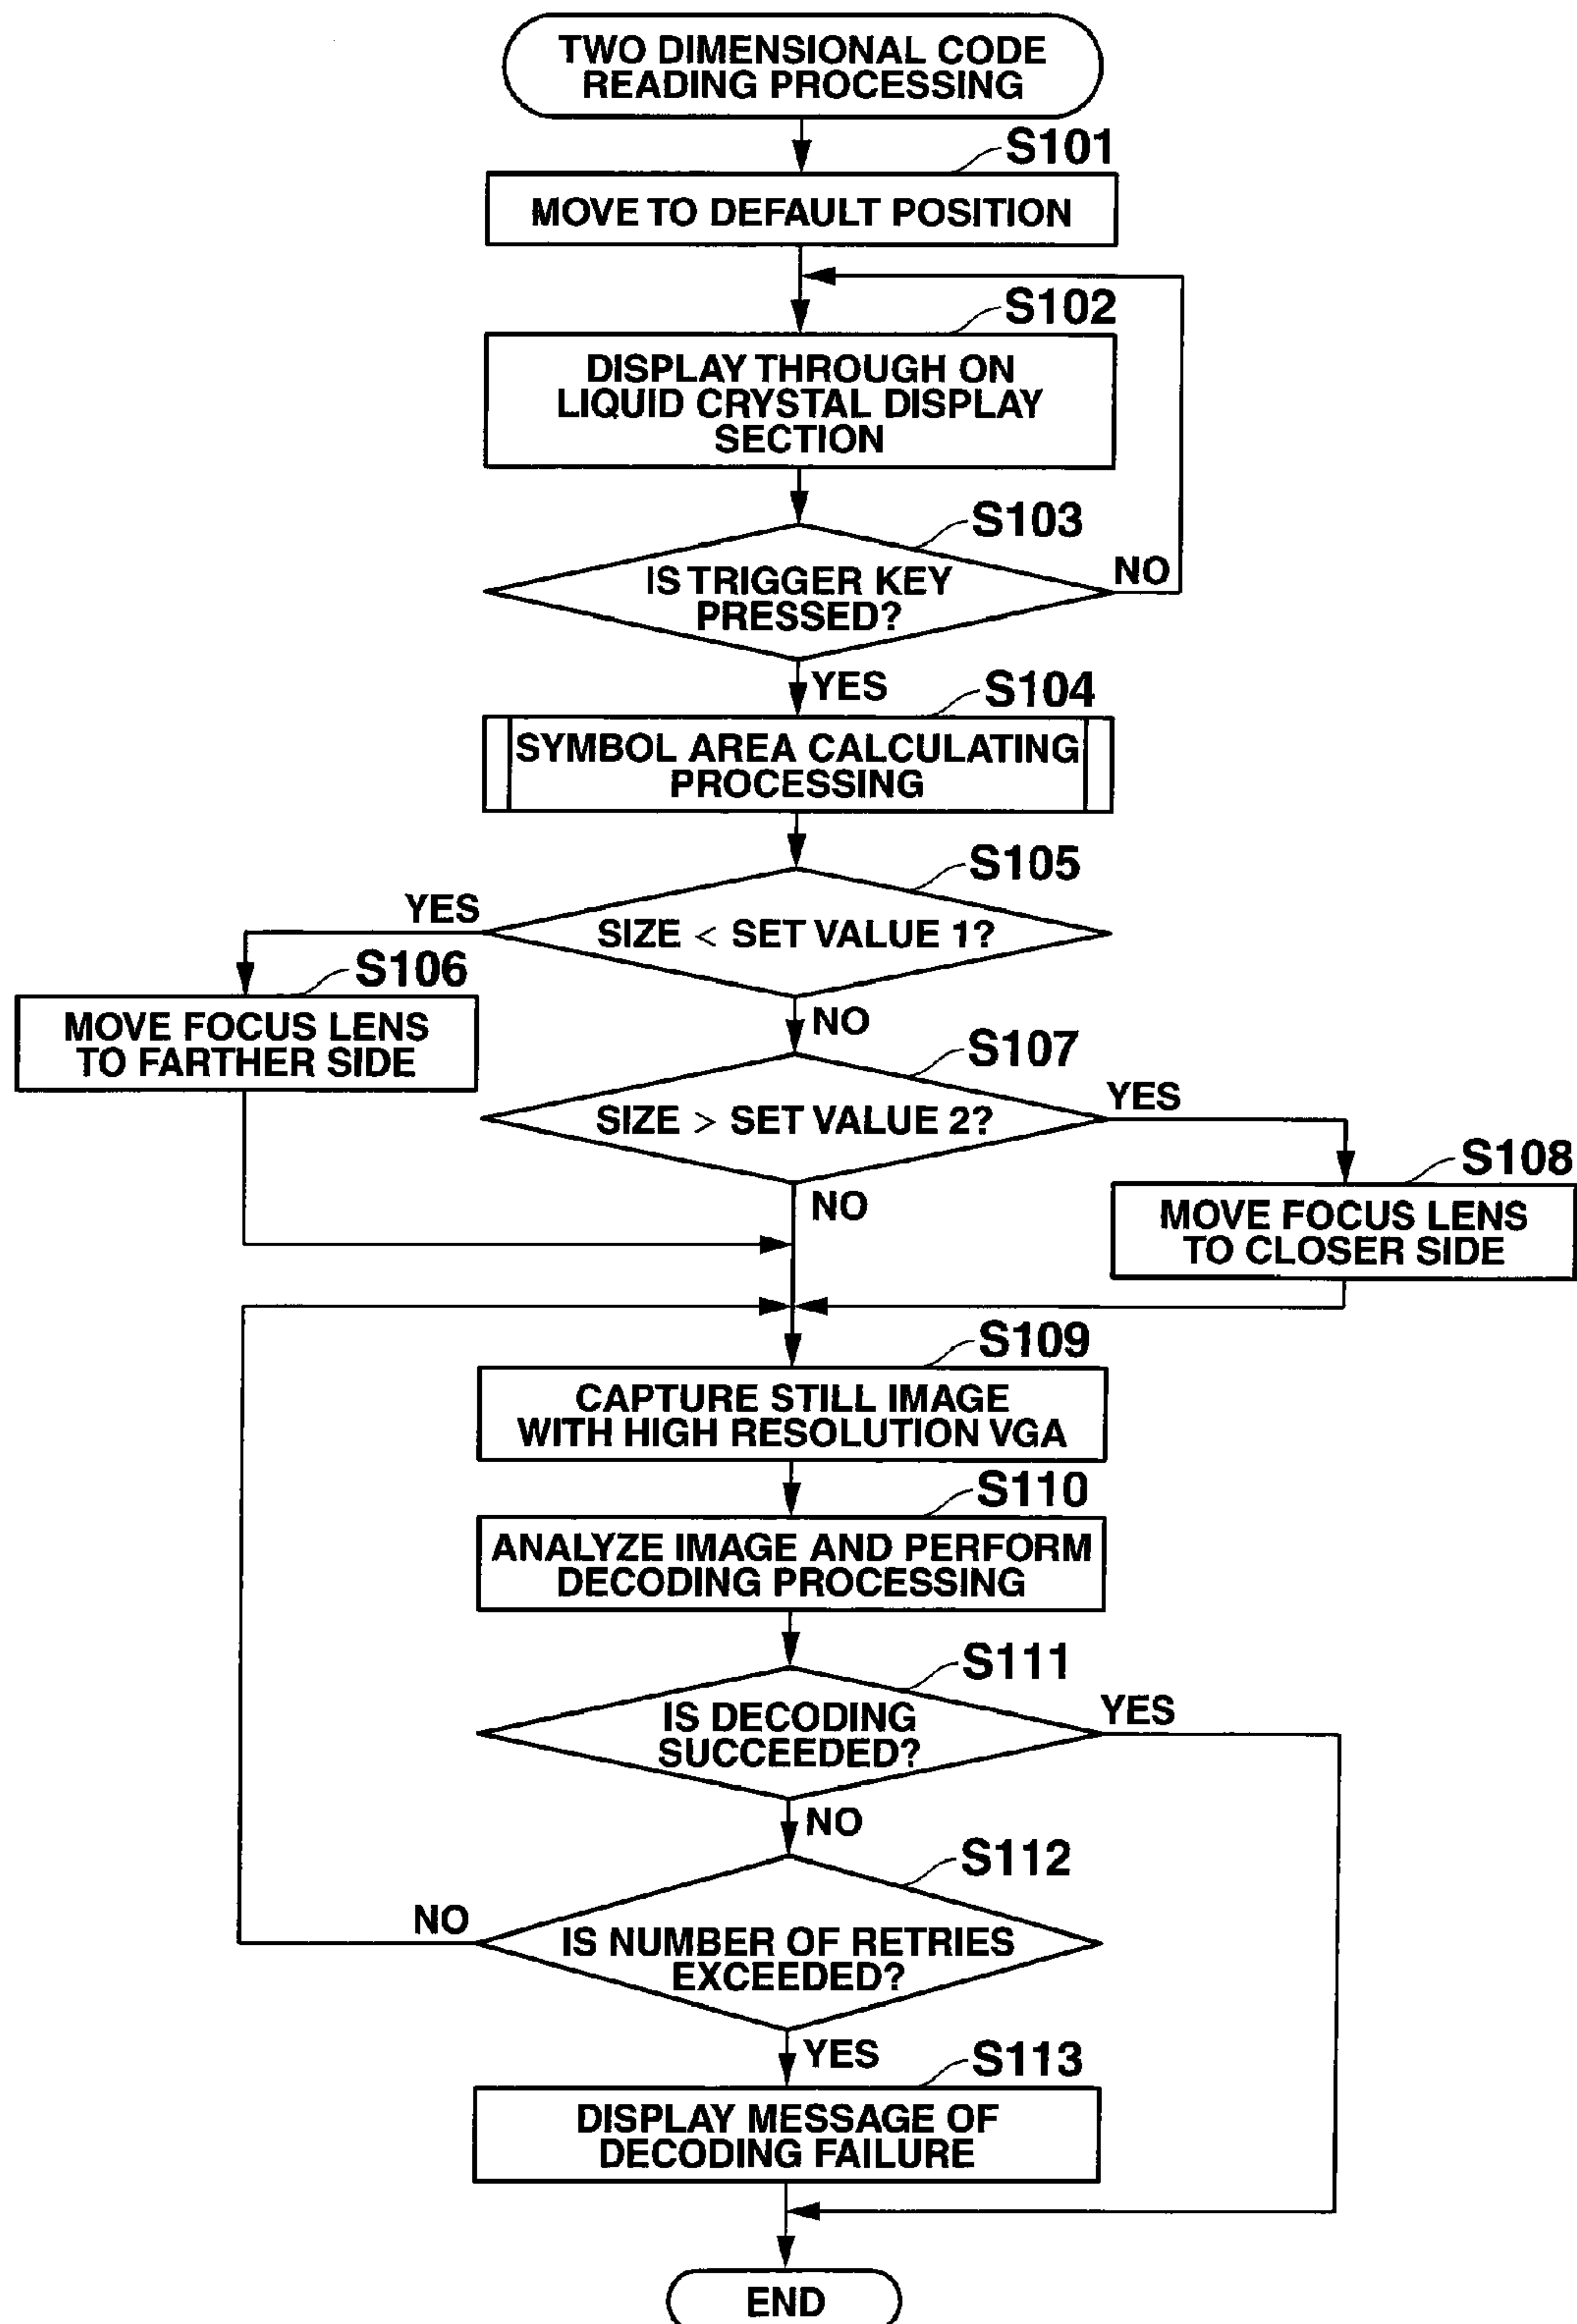 TWO DIMENSIONAL CODE
READING PROCESSING
S101
MOVE TO DEFAULT POSITION
S102
DISPLAY THROUGH ON
LIQUID CRYSTAL DISPLAY
SECTION
S103
IS TRIGGER KEY
PRESSED?
NO
YES
S104
SYMBOL AREA CALCULATING
PROCESSING
S105
YES
SIZE < SET VALUE 1?
S106
MOVE FOCUS LENS
TO FARTHER SIDE
NO
S107
YES
SIZE > SET VALUE 2?
S108
NO
MOVE FOCUS LENS
TO CLOSER SIDE
S109
CAPTURE STILL IMAGE
WITH HIGH RESOLUTION VGA
S110
ANALYZE IMAGE AND PERFORM
DECODING PROCESSING
S111
YES
IS DECODING
SUCCEEDED?
NO
S112
NO
IS NUMBER OF RETRIES
EXCEEDED?
YES
S113
DISPLAY MESSAGE OF
DECODING FAILURE
END